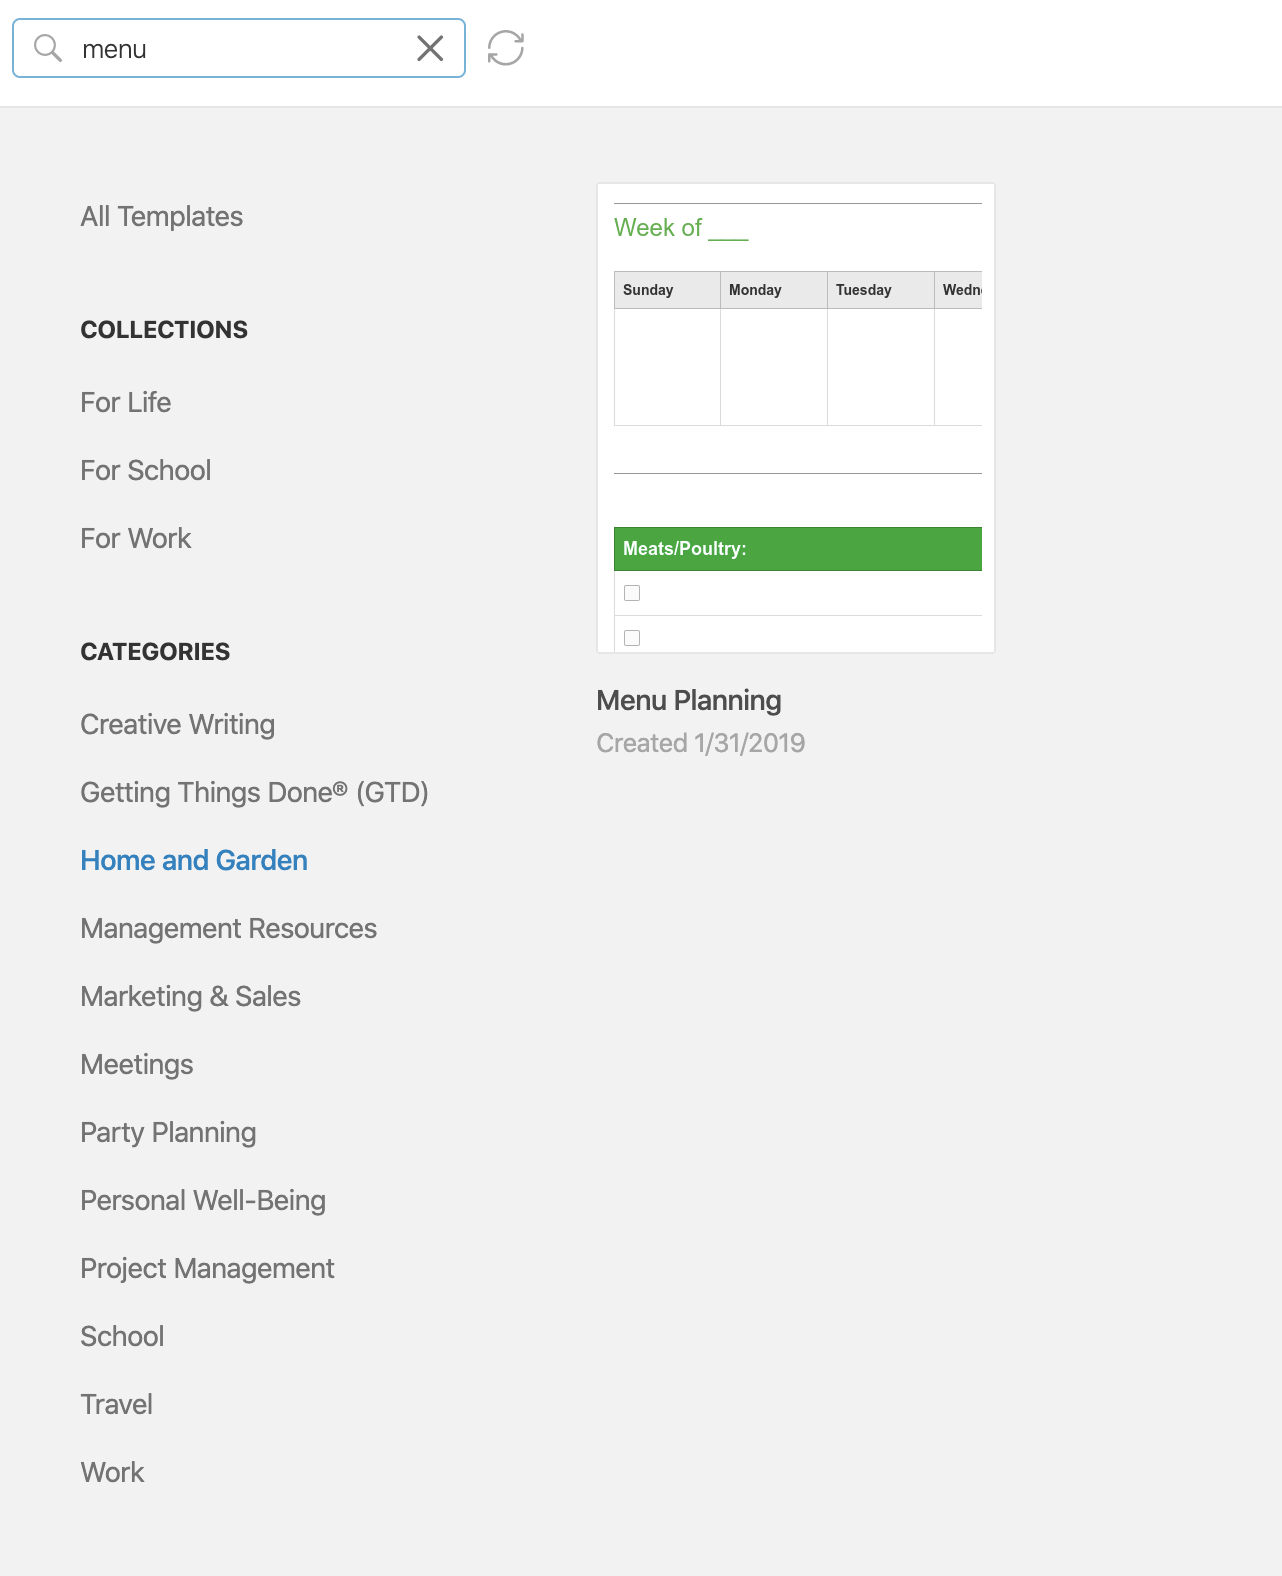 menu
All Templates
COLLECTIONS
For Life
For School
For Work
CATEGORIES
Creative Writing
Getting Things Done® (GTD)
Home and Garden
Management Resources
Marketing & Sales
Meetings
Party Planning
Personal Well-Being
Project Management
School
Travel
Work
Week of ___
Sunday Monday Tuesday Wedn
Meats/Poultry:
Menu Planning
Created 1/31/2019